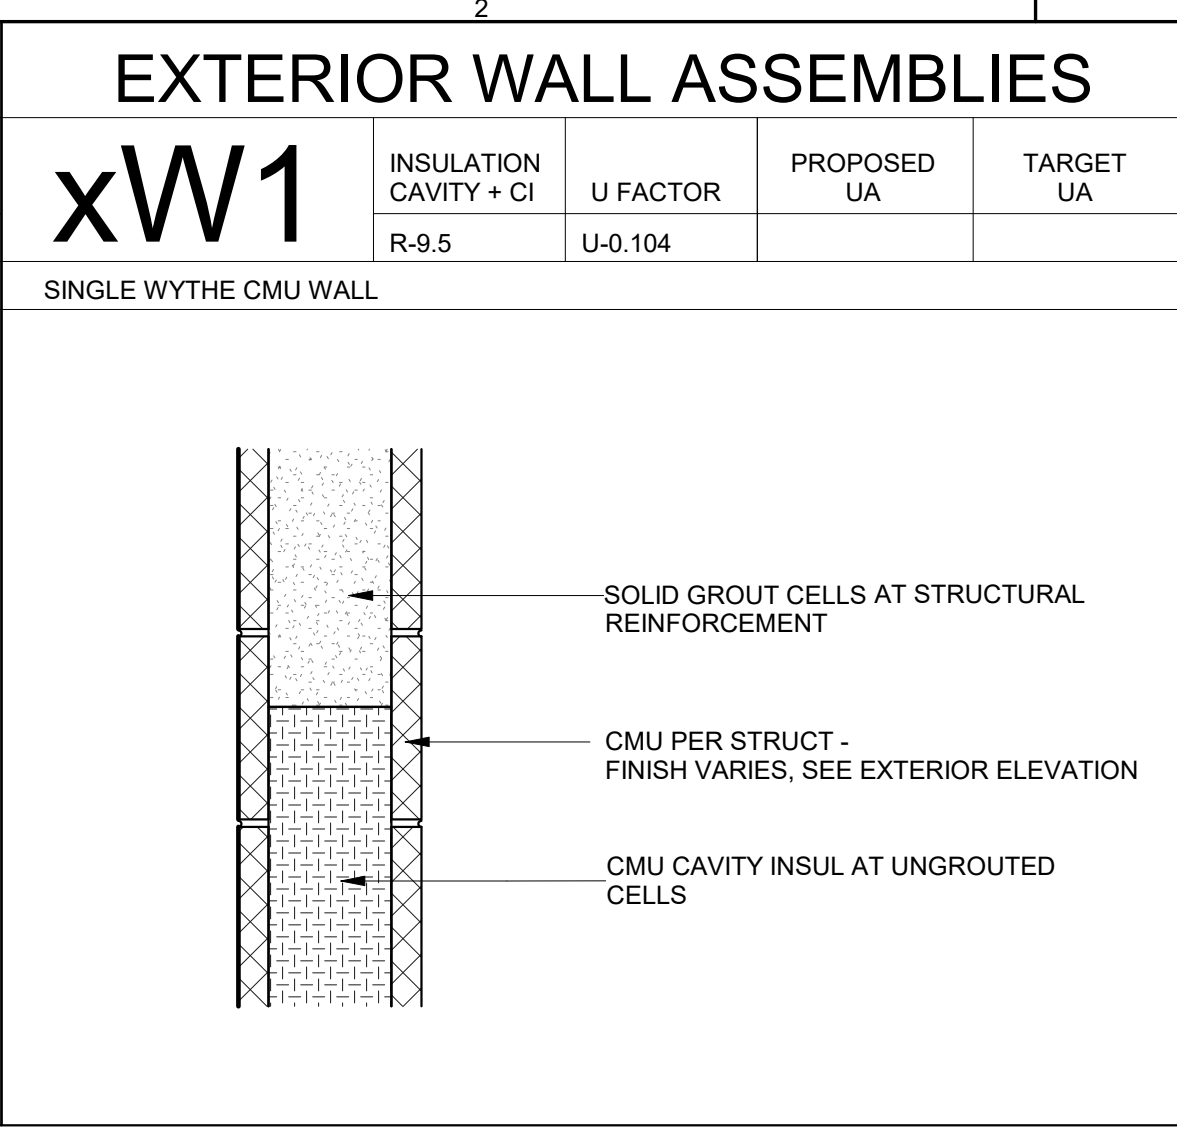 2
EXTERIOR WALL ASSEMBLIES
xW1
INSULATION
CAVITY + CI
U FACTOR
PROPOSED
UA
TARGET
UA
R-9.5
U-0.104
SINGLE WYTHE CMU WALL
SOLID GROUT CELLS AT STRUCTURAL
REINFORCEMENT
CMU PER STRUCT -
FINISH VARIES, SEE EXTERIOR ELEVATION
CMU CAVITY INSUL AT UNGROUTED
CELLS